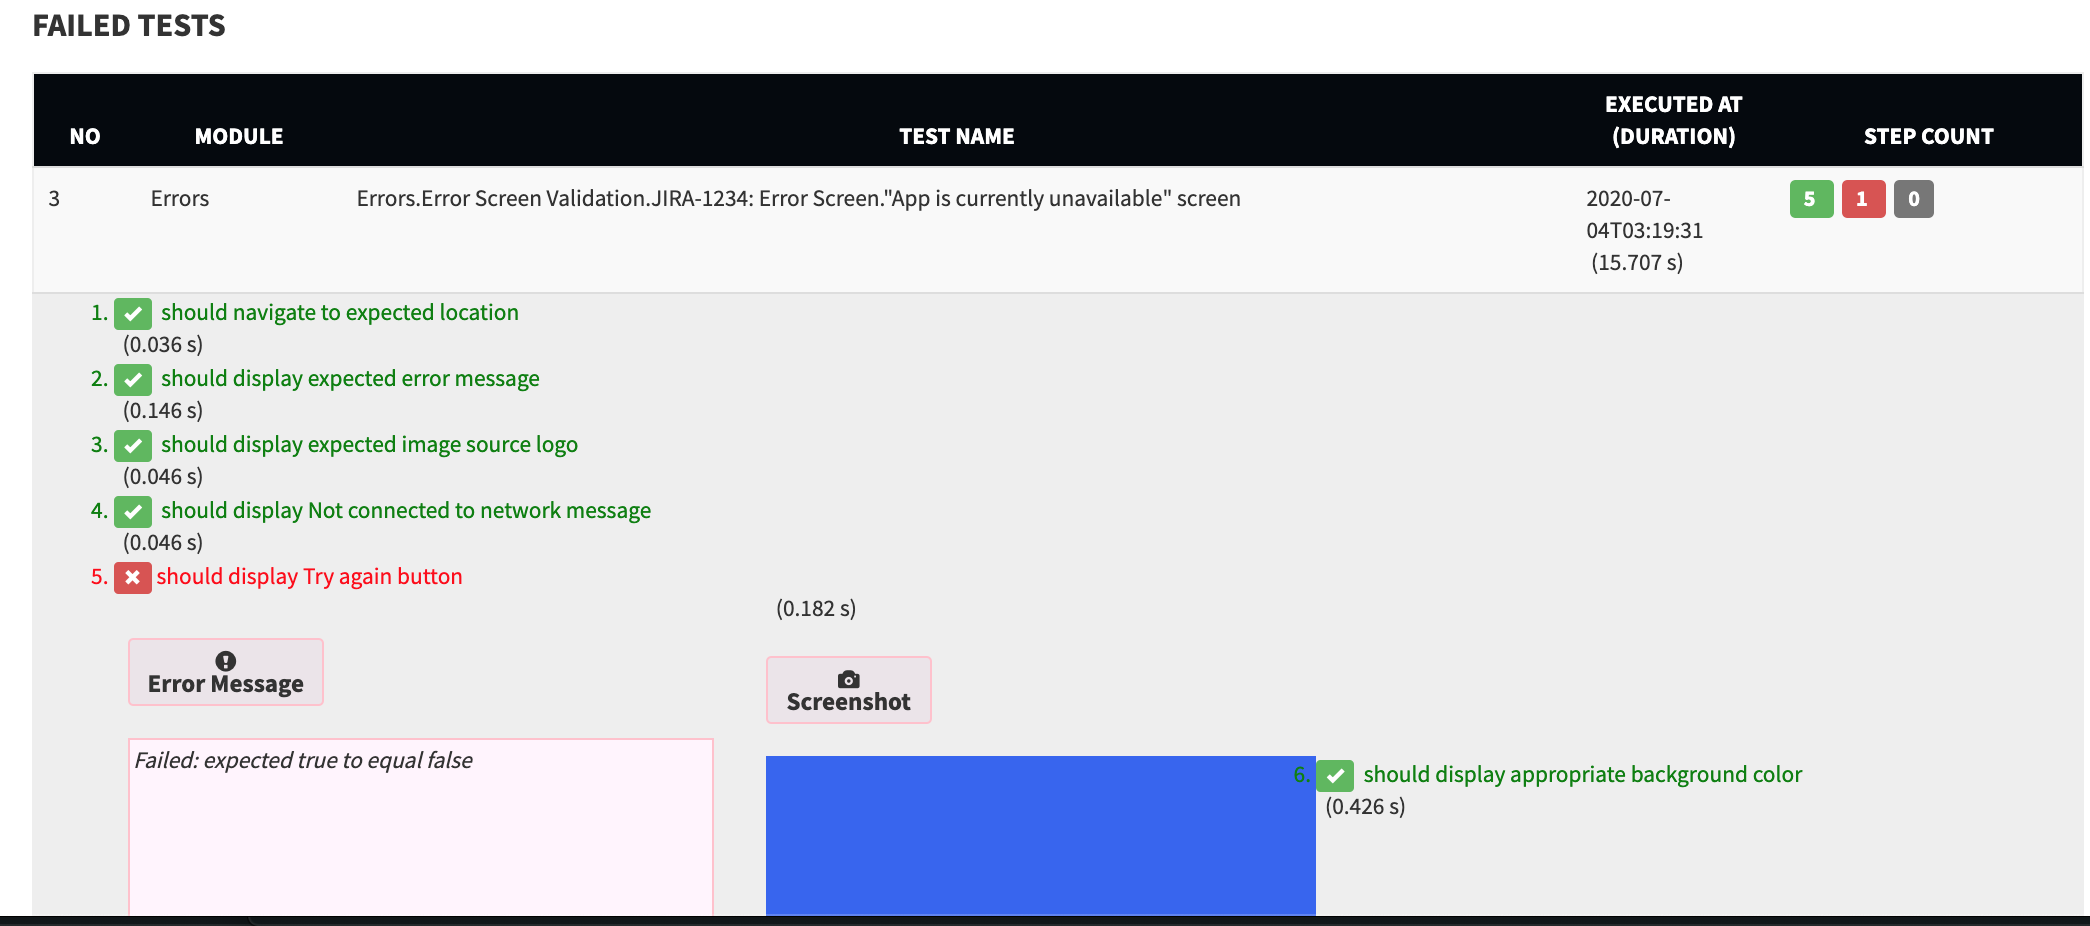 FAILED TESTS
NO MODULE TEST NAME EXECUTED AT (DURATION) STEP COUNT
3 Errors Errors.Error Screen Validation.JIRA-1234: Error Screen."App is currently unavailable" screen 2020-07- 5 1 0
04T03:19:31
(15.707 s)
1. should navigate to expected location
(0.036 s)
2. should display expected error message
(0.146 s)
3. should display expected image source logo
(0.046 s)
4. should display Not connected to network message
(0.046 s)
5. should display Try again button
(0.182 s)
Error Message
Screenshot
Failed: expected true to equal false
6. should display appropriate background color
(0.426 s)